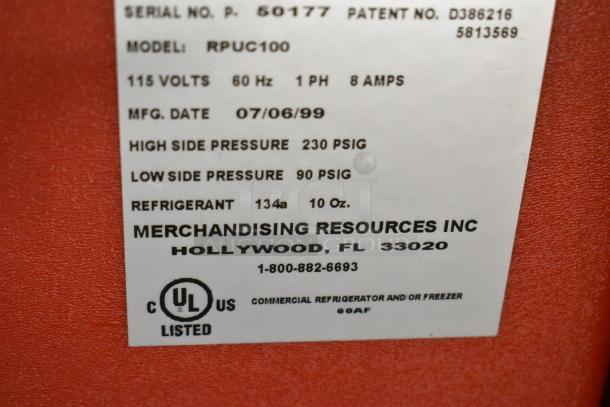 SERIAL NO. P- 50177 PATENT NO. D386216
5813569
MODEL: RPUC100
115 VOLTS 60 Hz 1 PH 8 AMPS
MFG. DATE 07/06/99
HIGH SIDE PRESSURE 230 PSIG
LOW SIDE PRESSURE 90 PSIG
REFRIGERANT 134a 10 Oz.
MERCHANDISING RESOURCES INC
HOLLYWOOD, FL 33020
1-800-882-6693
C UL US
LISTED
COMMERCIAL REFRIGERATOR AND/OR FREEZER
60AF